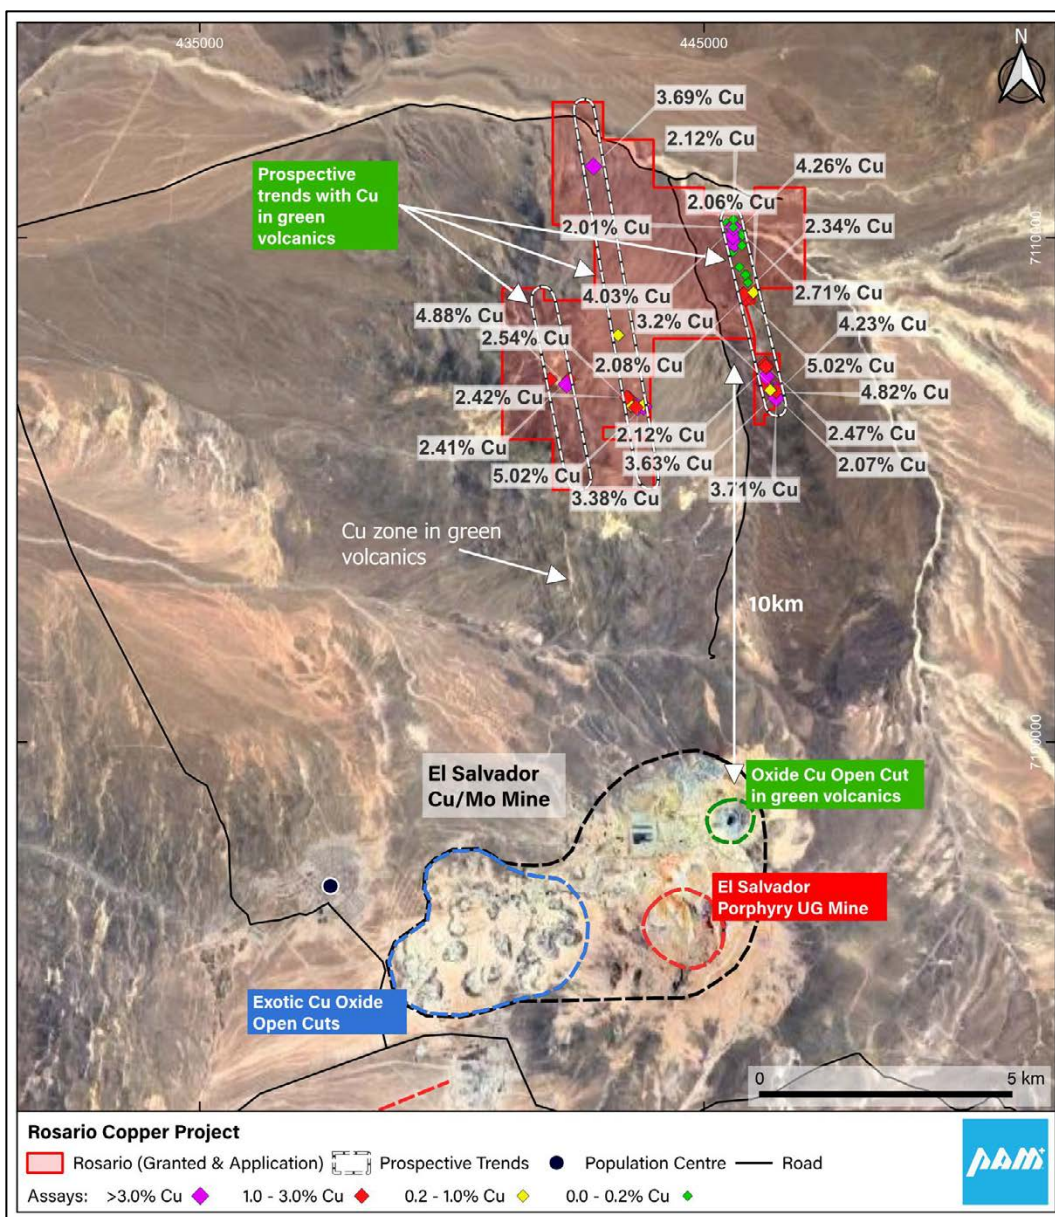 435000
445000
N
3.69% Cu
2.12% Cu
4.26% Cu
Prospective
trends with Cu
in green
volcanics
2.06% Cu
2.01% Cu
2.34% Cu
7110000
4.03% Cu
2.71% Cu
4.88% Cu
3.2% Cu
4.23% Cu
2.54% Cu
2.08% Cu
5.02% Cu
2.42% Cu
4.82% Cu
2.12% Cu
2.47% Cu
2.41% Cu
3.63% Cu
2.07% Cu
5.02% Cu
3.71% Cu
3.38% Cu
Cu zone in green
volcanics
10km
7100000
El Salvador
Cu/Mo Mine
Oxide Cu Open Cut
in green volcanics
El Salvador
Porphyry UG Mine
Exotic Cu Oxide
Open Cuts
0 5 km
Rosario Copper Project
Rosario (Granted & Application) Prospective Trends Population Centre Road
Assays: >3.0% Cu 1.0 - 3.0% Cu 0.2 - 1.0% Cu 0.0 - 0.2% Cu
PAM